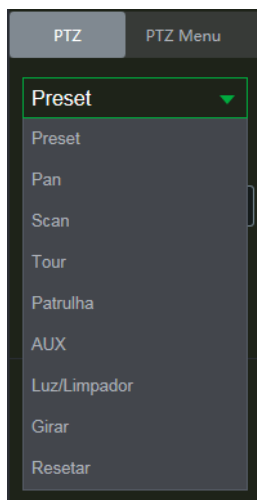 PTZ PTZ Menu
Preset
Preset
Pan
Scan
Tour
Patrulha
AUX
Luz/Limpador
Girar
Resetar